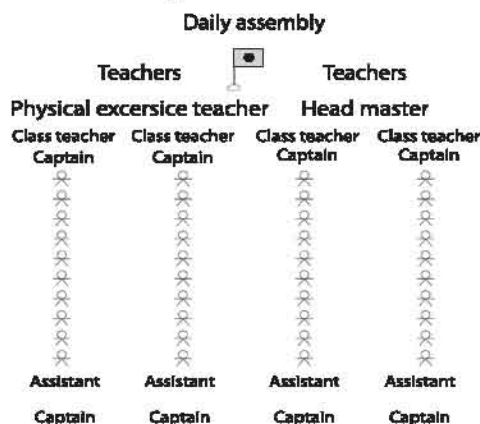 Daily assembly
Teachers Teachers
Physical excersice teacher Head master
Class teacher Class teacher Class teacher Class teacher
Captain Captain Captain Captain
Assistant Assistant Assistant Assistant
Captain Captain Captain Captain